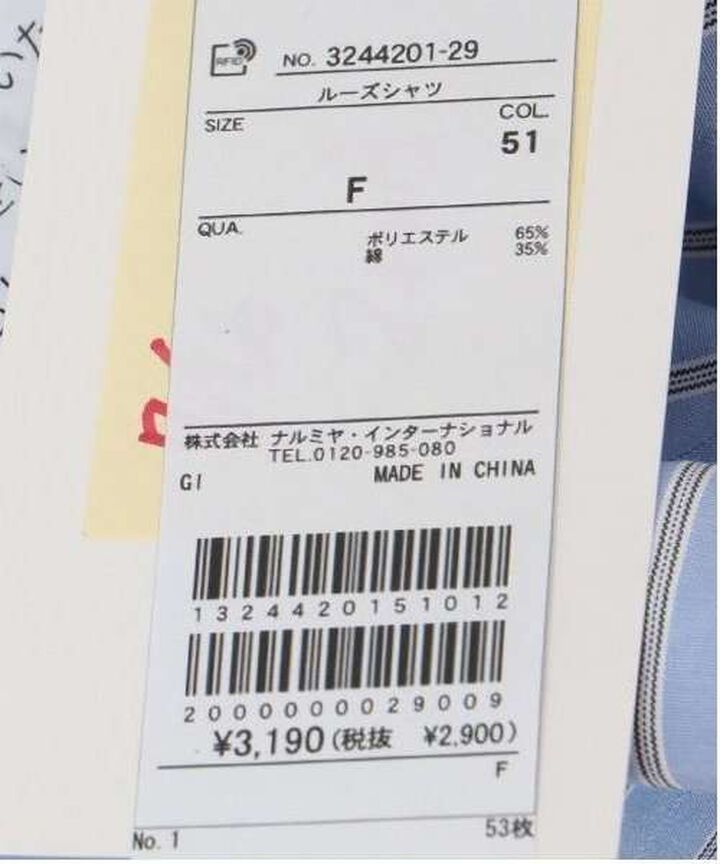 RFID
NO. 3244201-29
ルーズシャツ
SIZE
COL.
51
F
QUA.
ポリエステル 65%
綿 35%
株式会社 ナルミヤ・インターナショナル
TEL.0120-985-080
GI MADE IN CHINA
1324420151012
2000000029009
¥3,190(税抜 ¥2,900)
F
No. 1 53枚